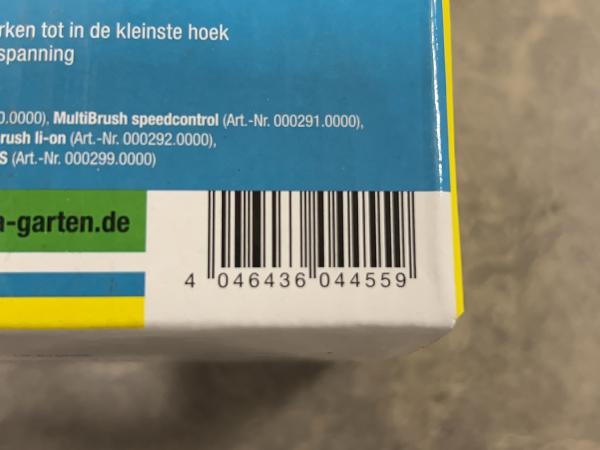 rken tot in de kleinste hoek
spanning
0.0000), MultiBrush speedcontrol (Art.-Nr. 000291.0000),
rush li-on (Art.-Nr. 000292.0000),
S (Art.-Nr. 000299.0000)
a-garten.de
4 046436 044559